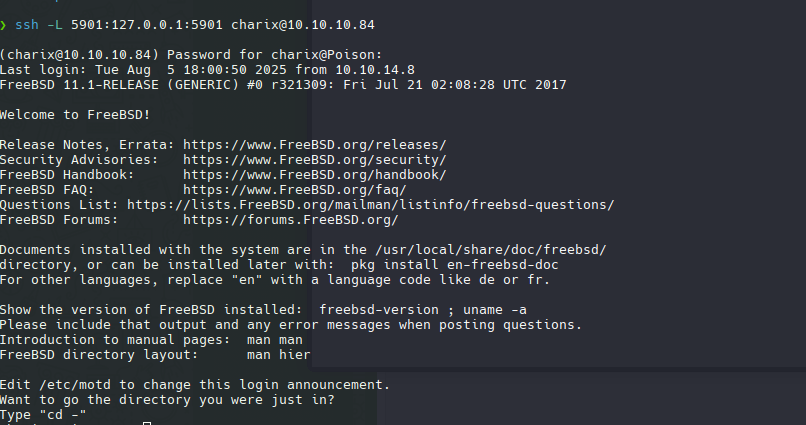 ❯ ssh -L 5901:127.0.0.1:5901 charix@10.10.10.84
(charix@10.10.10.84) Password for charix@Poison:
Last login: Tue Aug  5 18:00:50 2025 from 10.10.14.8
FreeBSD 11.1-RELEASE (GENERIC) #0 r321309: Fri Jul 21 02:08:28 UTC 2017
Welcome to FreeBSD!
Release Notes, Errata: https://www.FreeBSD.org/releases/
Security Advisories:   https://www.FreeBSD.org/security/
FreeBSD Handbook:      https://www.FreeBSD.org/handbook/
FreeBSD FAQ:           https://www.FreeBSD.org/faq/
Questions List: https://lists.FreeBSD.org/mailman/listinfo/freebsd-questions/
FreeBSD Forums:        https://forums.FreeBSD.org/
Documents installed with the system are in the /usr/local/share/doc/freebsd/
directory, or can be installed later with:  pkg install en-freebsd-doc
For other languages, replace "en" with a language code like de or fr.
Show the version of FreeBSD installed:  freebsd-version ; uname -a
Please include that output and any error messages when posting questions.
Introduction to manual pages:  man man
FreeBSD directory layout:      man hier
Edit /etc/motd to change this login announcement.
Want to go the directory you were just in?
Type "cd -"